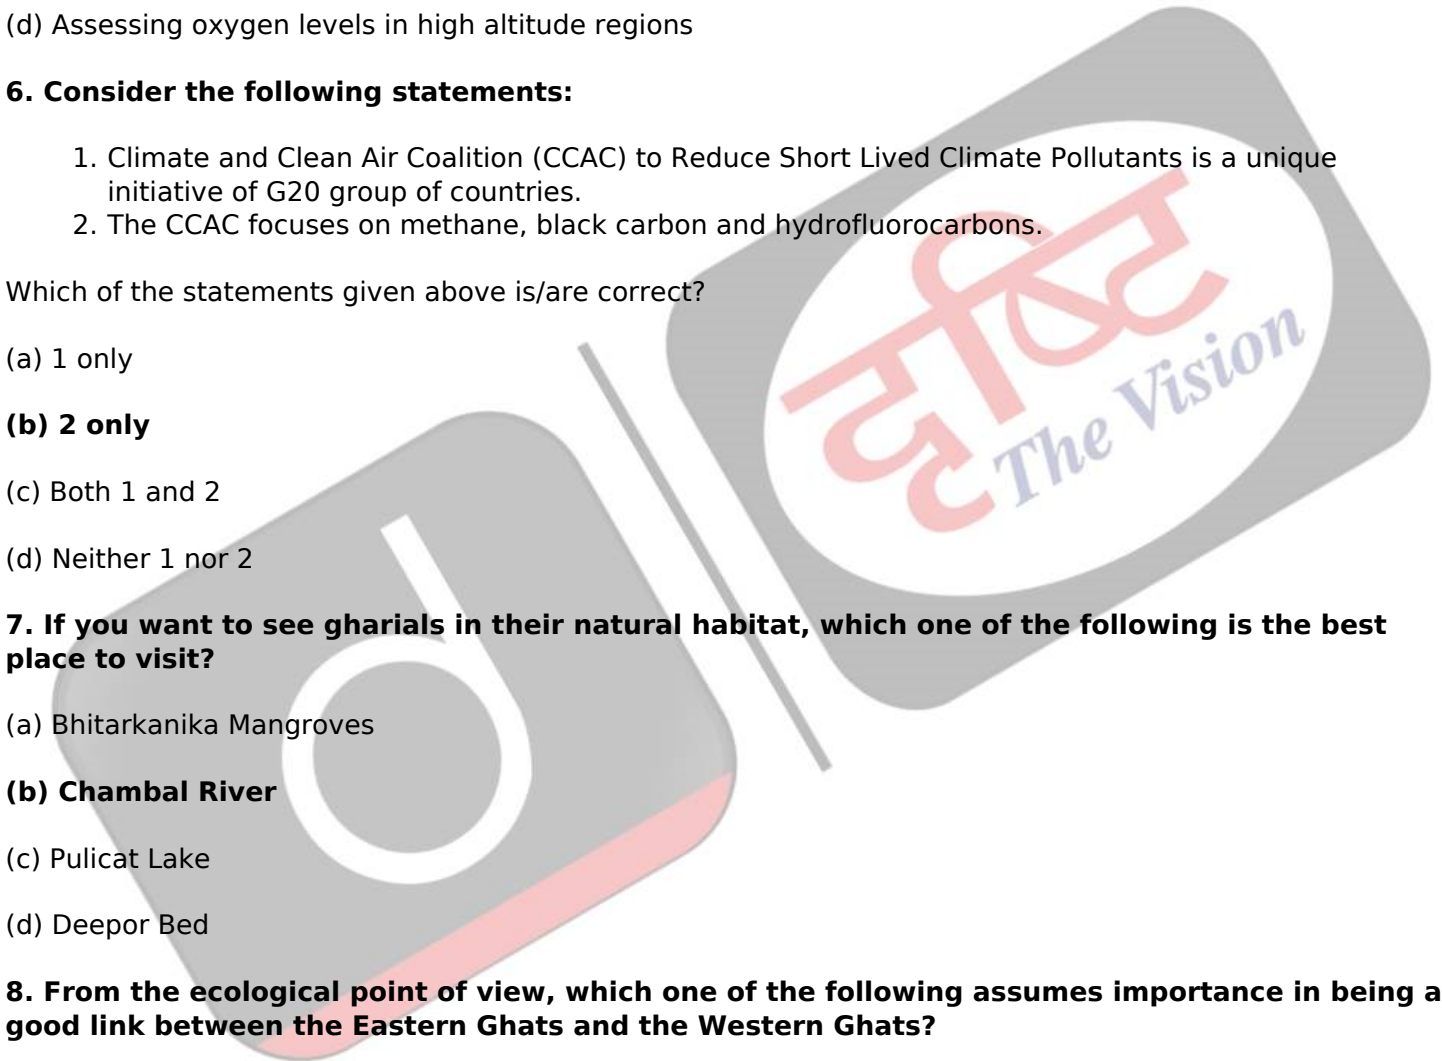 (d) Assessing oxygen levels in high altitude regions
6. Consider the following statements:
1. Climate and Clean Air Coalition (CCAC) to Reduce Short Lived Climate Pollutants is a unique
initiative of G20 group of countries.
2. The CCAC focuses on methane, black carbon and hydrofluorocarbons.
Which of the statements given above is/are correct?
(a) 1 only
(b) 2 only
(c) Both 1 and 2
(d) Neither 1 nor 2
7. If you want to see gharials in their natural habitat, which one of the following is the best
place to visit?
(a) Bhitarkanika Mangroves
(b) Chambal River
(c) Pulicat Lake
(d) Deepor Bed
8. From the ecological point of view, which one of the following assumes importance in being a
good link between the Eastern Ghats and the Western Ghats?
दृष्टि
The Vision
d